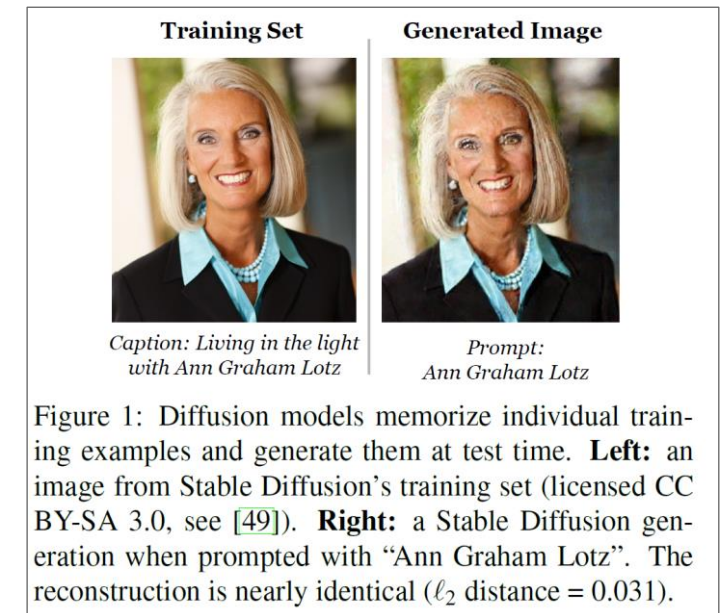 Training Set
Generated Image
Caption: Living in the light
with Ann Graham Lotz
Prompt:
Ann Graham Lotz
Figure 1: Diffusion models memorize individual train-
ing examples and generate them at test time. Left: an
image from Stable Diffusion's training set (licensed CC
BY-SA 3.0, see [49]). Right: a Stable Diffusion gen-
eration when prompted with “Ann Graham Lotz”. The
reconstruction is nearly identical (ℓ2 distance = 0.031).